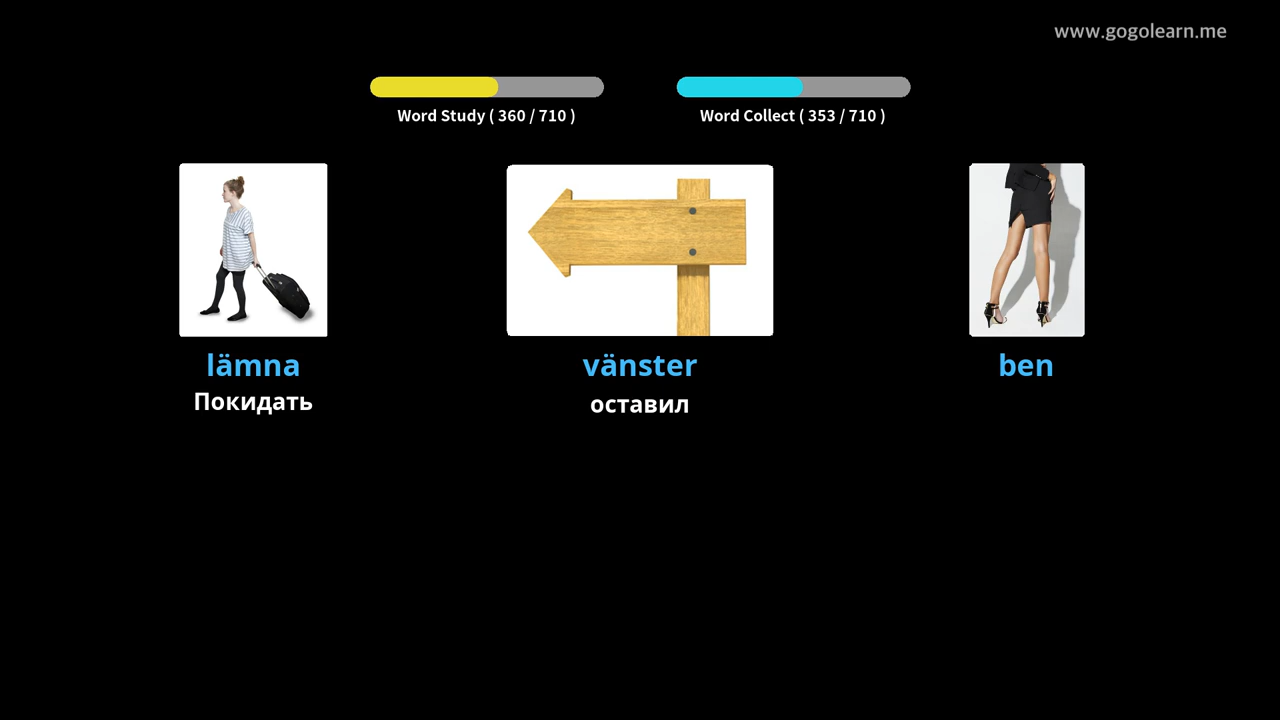 www.gogolearn.me
Word Study ( 360 / 710 )
Word Collect ( 353 / 710 )
lämna
vänster
ben
Покидать
оставил